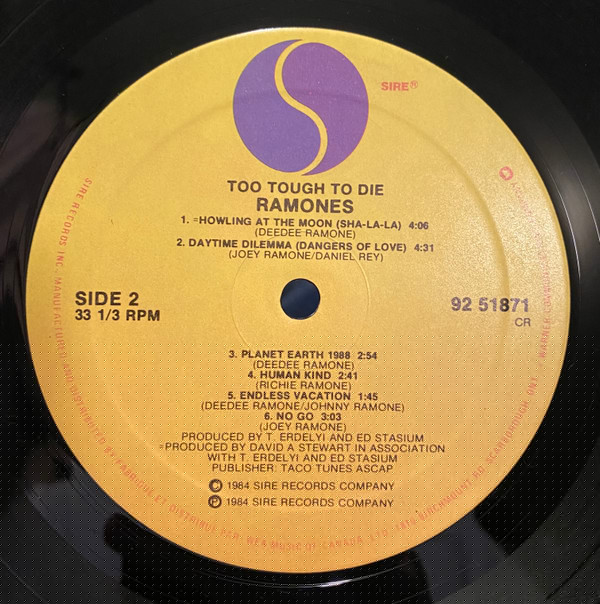 SIRE®
TOO TOUGH TO DIE
RAMONES
1. =HOWLING AT THE MOON (SHA-LA-LA) 4:06
(DEEDEE RAMONE)
2. DAYTIME DILEMMA (DANGERS OF LOVE) 4:31
(JOEY RAMONE/DANIEL REY)
SIDE 2
33 1/3 RPM
92 51871
CR
3. PLANET EARTH 1988 2:54
(DEEDEE RAMONE)
4. HUMAN KIND 2:41
(RICHIE RAMONE)
5. ENDLESS VACATION 1:45
(DEEDEE RAMONE/JOHNNY RAMONE)
6. NO GO 3:03
(JOEY RAMONE)
PRODUCED BY T. ERDELYI AND ED STASIUM
=PRODUCED BY DAVID A STEWART IN ASSOCIATION
WITH T. ERDELYI AND ED STASIUM
PUBLISHER: TACO TUNES ASCAP
© 1984 SIRE RECORDS COMPANY
℗ 1984 SIRE RECORDS COMPANY
SIRE RECORDS INC. MANUFACTURED AND DISTRIBUTED BY/FABRIQUÉ ET DISTRIBUÉ PAR: WEA MUSIC OF CANADA, LTD., 1810 BIRCHMOUNT RD. SCARBOROUGH, ONT. WARNER